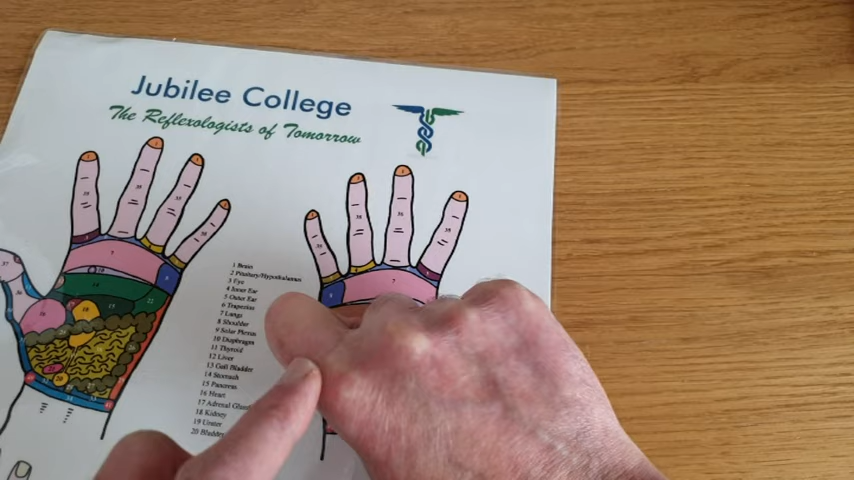 Jubilee College
The Reflexologists of Tomorrow
1 Brain
2 Pituitary/Hypothalamus
3 Eye
4 Inner Ear
5 Outer Ear
6 Trapezius
7 Lungs
8 Shoulder
9 Solar Plexus
10 Diaphragm
11 Thyroid
12 Liver
13 Gall Bladder
14 Stomach
15 Pancreas
16 Heart
17 Adrenal Gland
18 Kidney
19 Ureter
20 Bladder